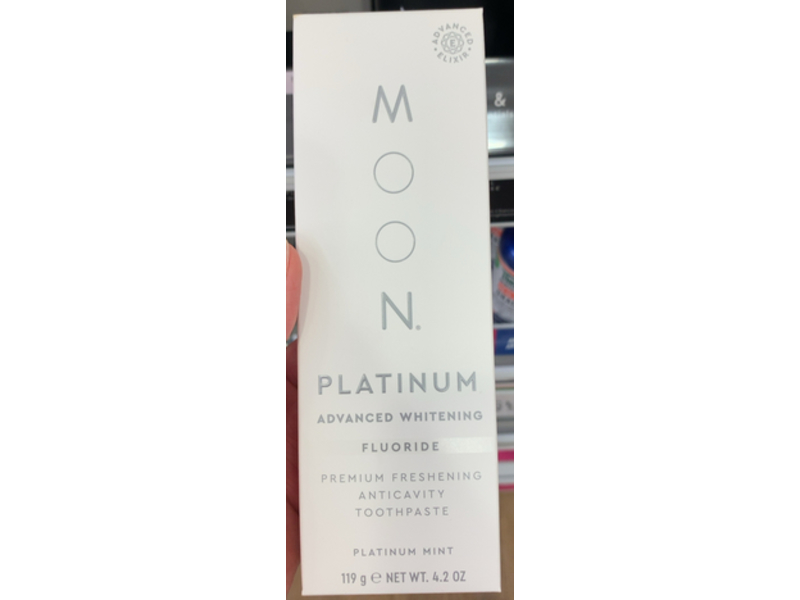 ADVANCED
E
ELIXIR
M
O
O
N.
PLATINUM
ADVANCED WHITENING
FLUORIDE
PREMIUM FRESHENING
ANTICAVITY
TOOTHPASTE
PLATINUM MINT
119 g ℮ NET WT. 4.2 OZ
&